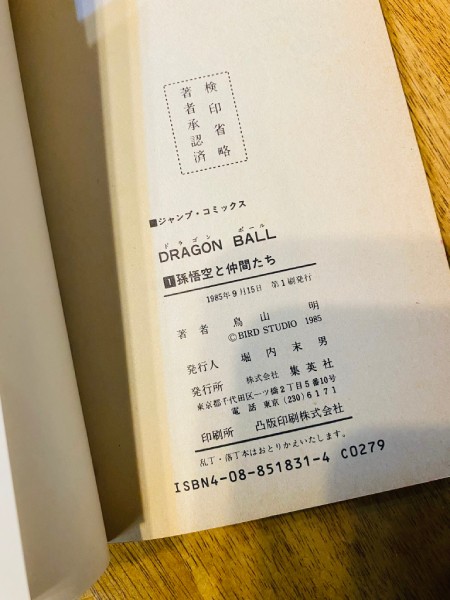 検印省略
著者承認済
■ジャンプ・コミックス
ドラゴン ボール
DRAGON BALL
1 孫悟空と仲間たち
1985年9月15日 第1刷発行
著者 鳥山 明
©BIRD STUDIO 1985
発行人 堀内末男
発行所 株式会社 集英社
東京都千代田区一ツ橋2丁目5番10号
電話 東京(230)6171
印刷所 凸版印刷株式会社
乱丁・落丁本はおとりかえいたします。
ISBN4-08-851831-4 C0279